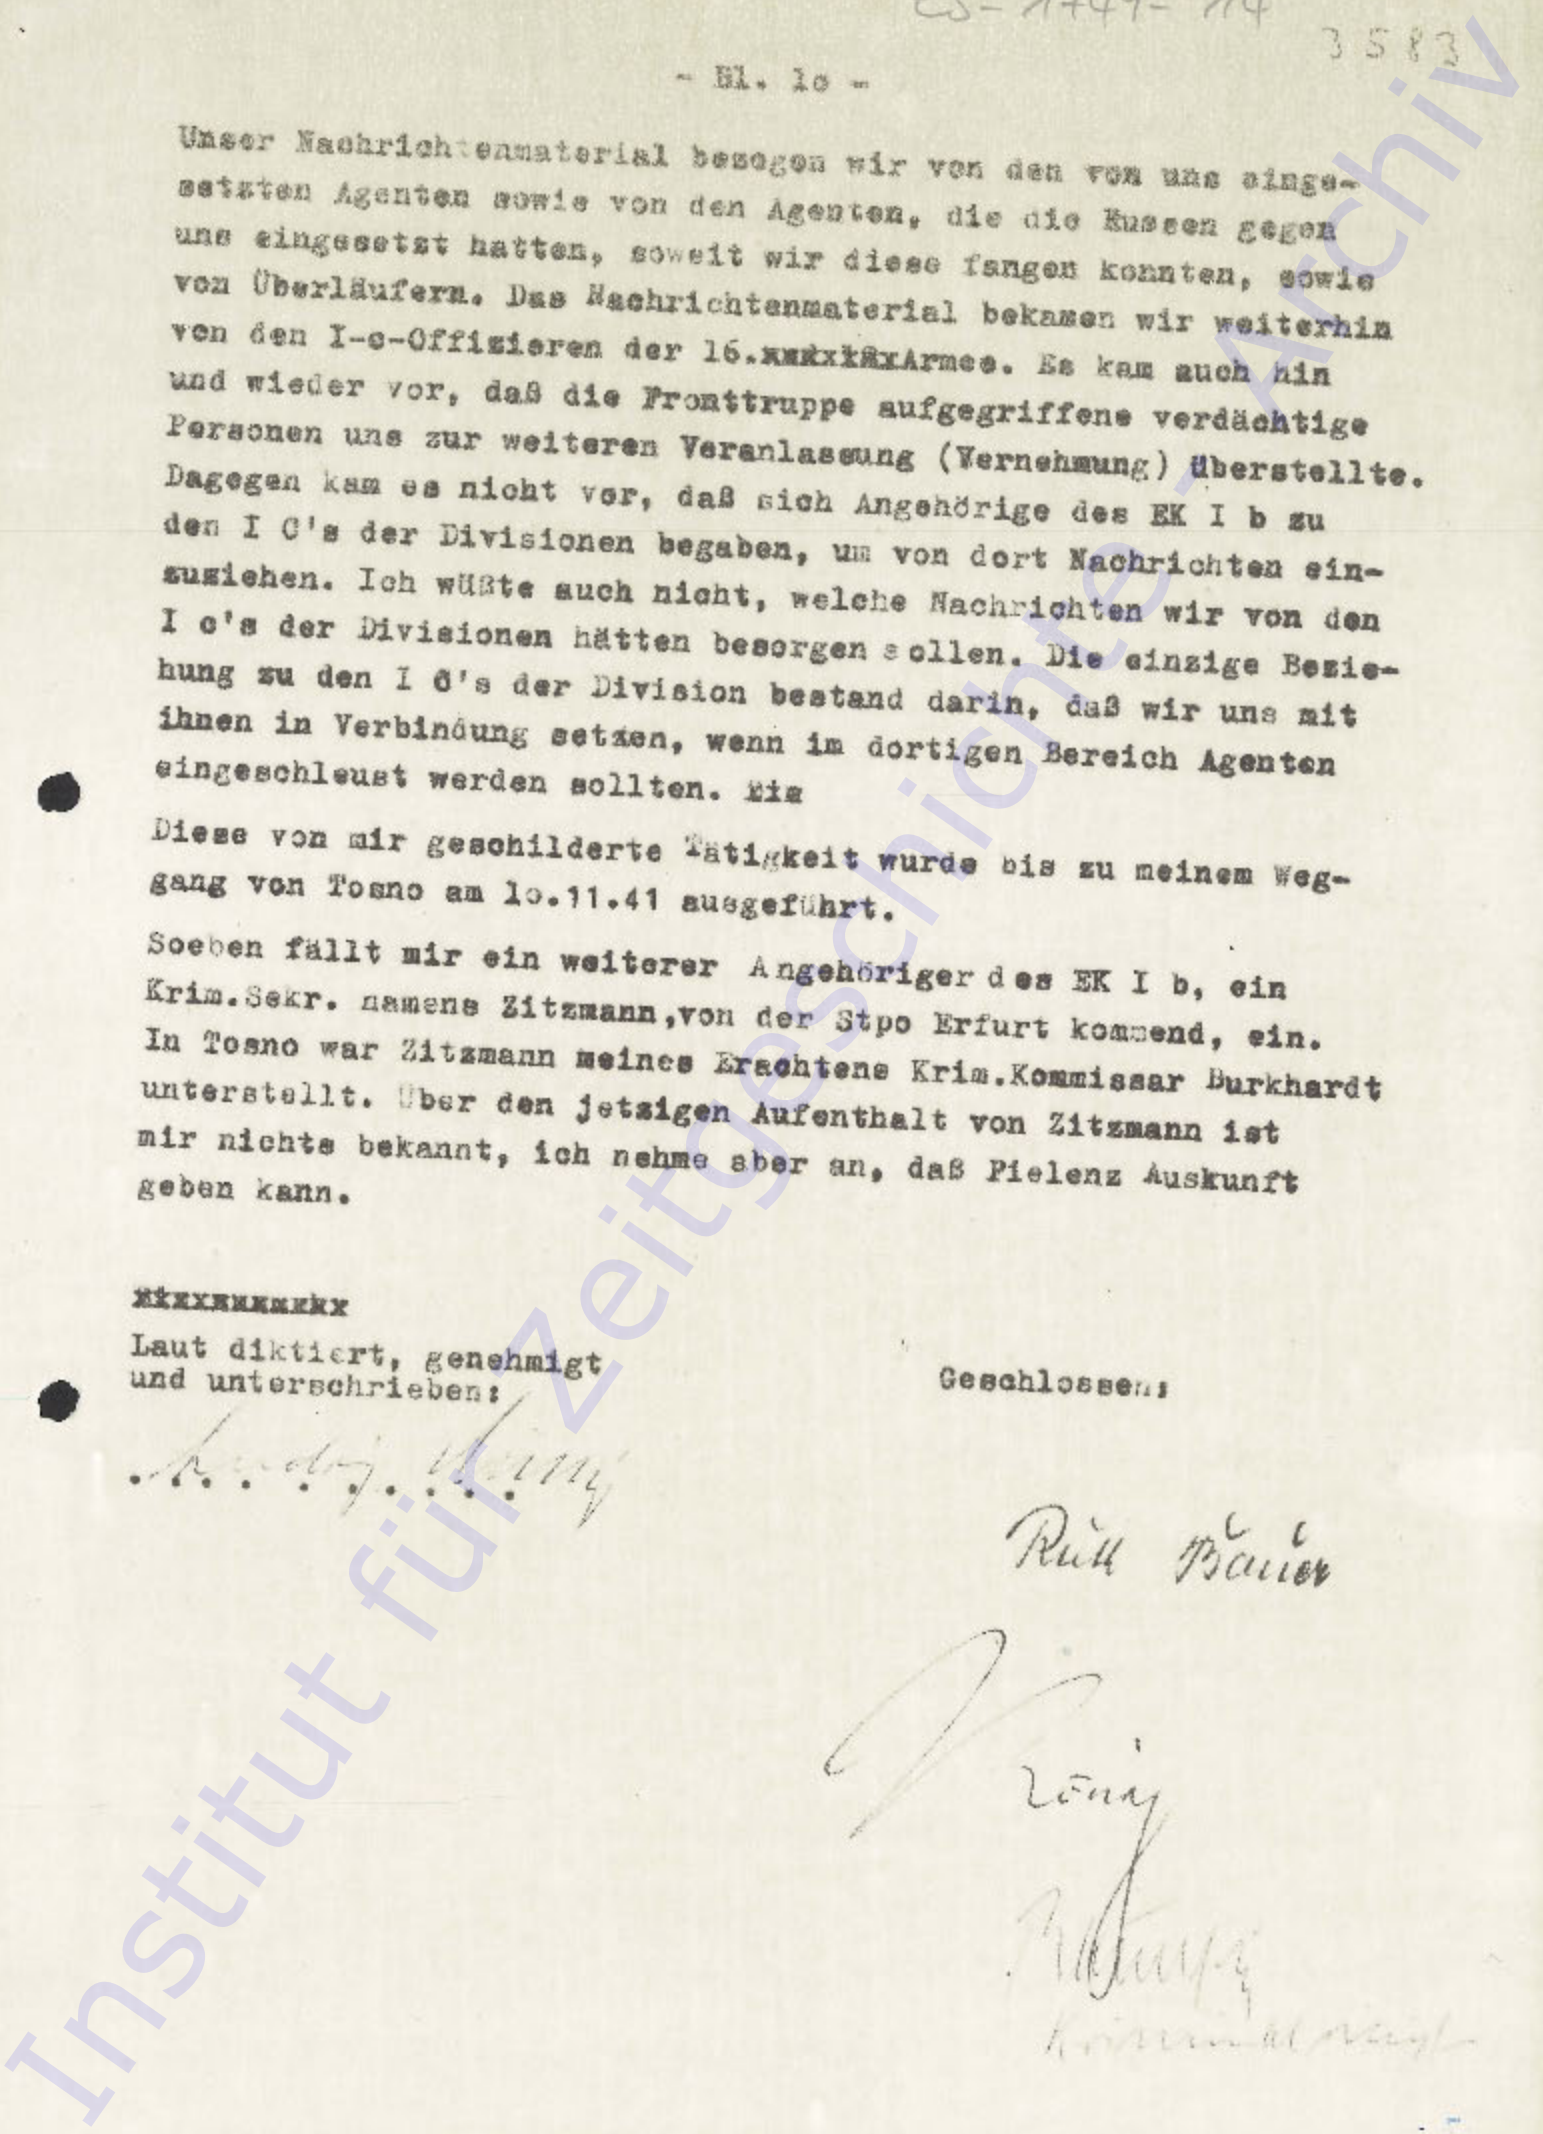 3583
- Bl. 1o -
Unser Nachrichtenmaterial bezogen wir von den von uns einge-
setzten Agenten sowie von den Agenten, die die Russen gegen
uns eingesetzt hatten, soweit wir diese fangen konnten, sowie
von Überläufern. Das Nachrichtenmaterial bekamen wir weiterhin
von den I-c-Offizieren der 16. Armee. Es kam auch hin
und wieder vor, daß die Fronttruppe aufgegriffene verdächtige
Personen uns zur weiteren Veranlassung (Vernehmung) überstellte.
Dagegen kam es nicht vor, daß sich Angehörige des EK I b zu
den I C's der Divisionen begaben, um von dort Nachrichten ein-
zuziehen. Ich wüßte auch nicht, welche Nachrichten wir von den
I c's der Divisionen hätten besorgen sollen. Die einzige Bezie-
hung zu den I C's der Division bestand darin, daß wir uns mit
ihnen in Verbindung setzen, wenn im dortigen Bereich Agenten
eingeschleust werden sollten.
Diese von mir geschilderte Tätigkeit wurde bis zu meinem Weg-
gang von Tosno am 1o.11.41 ausgeführt.
Soeben fällt mir ein weiterer Angehöriger des EK I b, ein
Krim.Sekr. namens Zitzmann,von der Stpo Erfurt kommend, ein.
In Tosno war Zitzmann meines Erachtens Krim.Kommissar Burkhardt
unterstellt. Über den jetzigen Aufenthalt von Zitzmann ist
mir nichts bekannt, ich nehme aber an, daß Pielenz Auskunft
geben kann.
Laut diktiert, genehmigt
und unterschrieben:
Geschlossen:
Bauer
König
Institut für Zeitgeschichte - Archiv